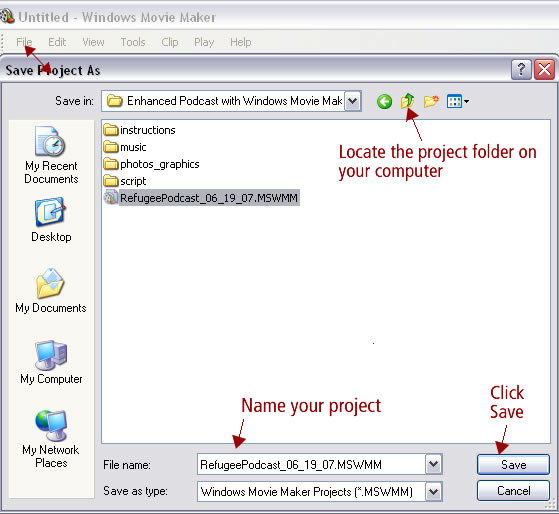 Untitled - Windows Movie Maker
File Edit View Tools Clip Play Help
Save Project As
Save in: Enhanced Podcast with Windows Movie Mak
Locate the project folder on
your computer
My Recent
Documents
Desktop
My Documents
My Computer
My Network
Places
instructions
music
photos_graphics
script
RefugeePodcast_06_19_07.MSWMM
Name your project
Click
Save
File name: RefugeePodcast_06_19_07.MSWMM Save
Save as type: Windows Movie Maker Projects (*.MSWMM) Cancel